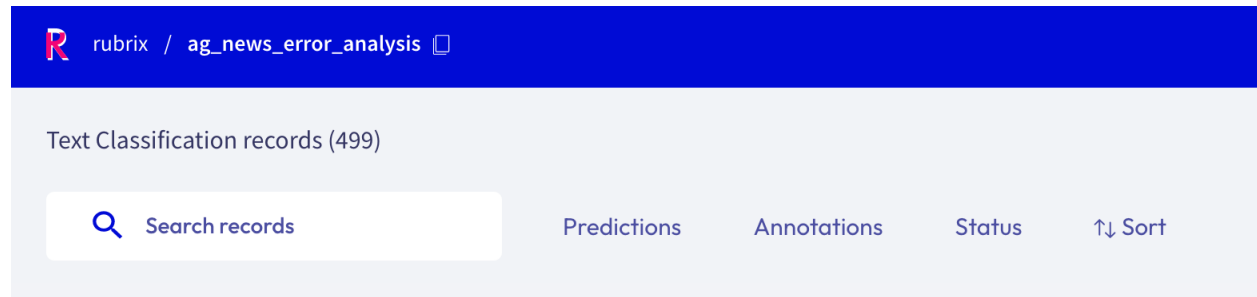 R rubrix / ag_news_error_analysis
Text Classification records (499)
Search records Predictions Annotations Status ↑↓ Sort